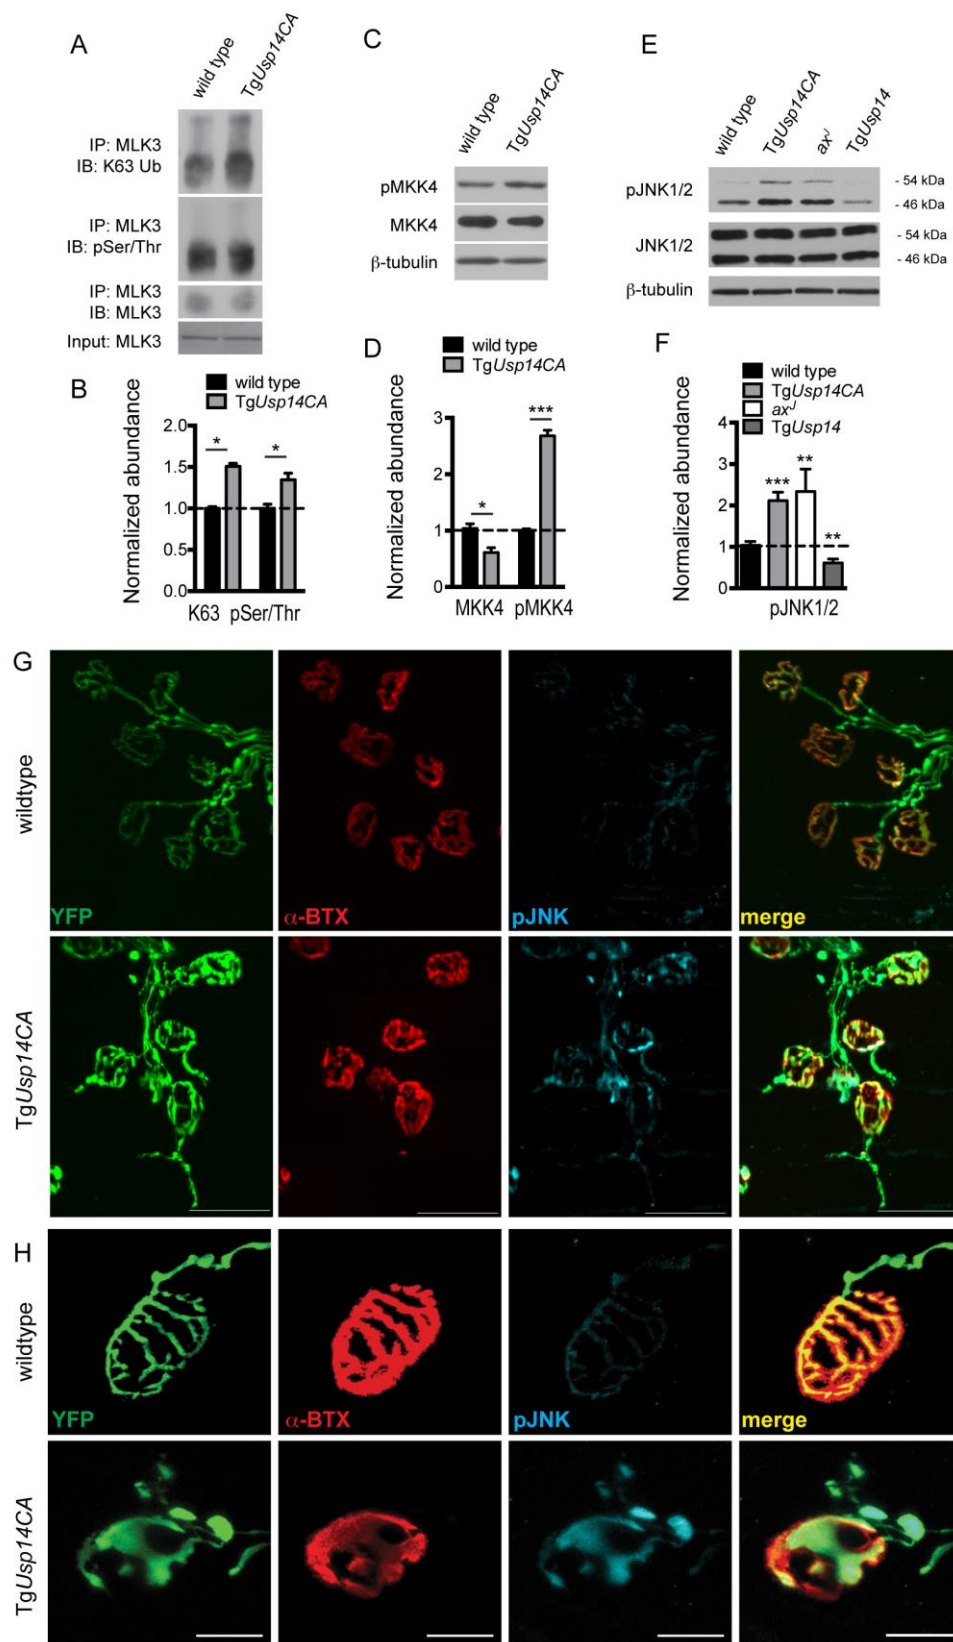 A
wild type
TgUsp14CA
IP: MLK3
IB: K63 Ub
IP: MLK3
IB: pSer/Thr
IP: MLK3
IB: MLK3
Input: MLK3
B
wild type
TgUsp14CA
Normalized abundance
2.0
1.5
1.0
0.5
0.0
*
*
K63 pSer/Thr
C
wild type
TgUsp14CA
pMKK4
MKK4
β-tubulin
D
wild type
TgUsp14CA
Normalized abundance
3
2
1
0
*
***
MKK4 pMKK4
E
wild type
TgUsp14CA
axJ
TgUsp14
pJNK1/2
- 54 kDa
- 46 kDa
JNK1/2
- 54 kDa
- 46 kDa
β-tubulin
F
wild type
TgUsp14CA
axJ
TgUsp14
Normalized abundance
4
3
2
1
0
***
**
**
pJNK1/2
G
wildtype
YFP
α-BTX
pJNK
merge
TgUsp14CA
H
wildtype
YFP
α-BTX
pJNK
merge
TgUsp14CA